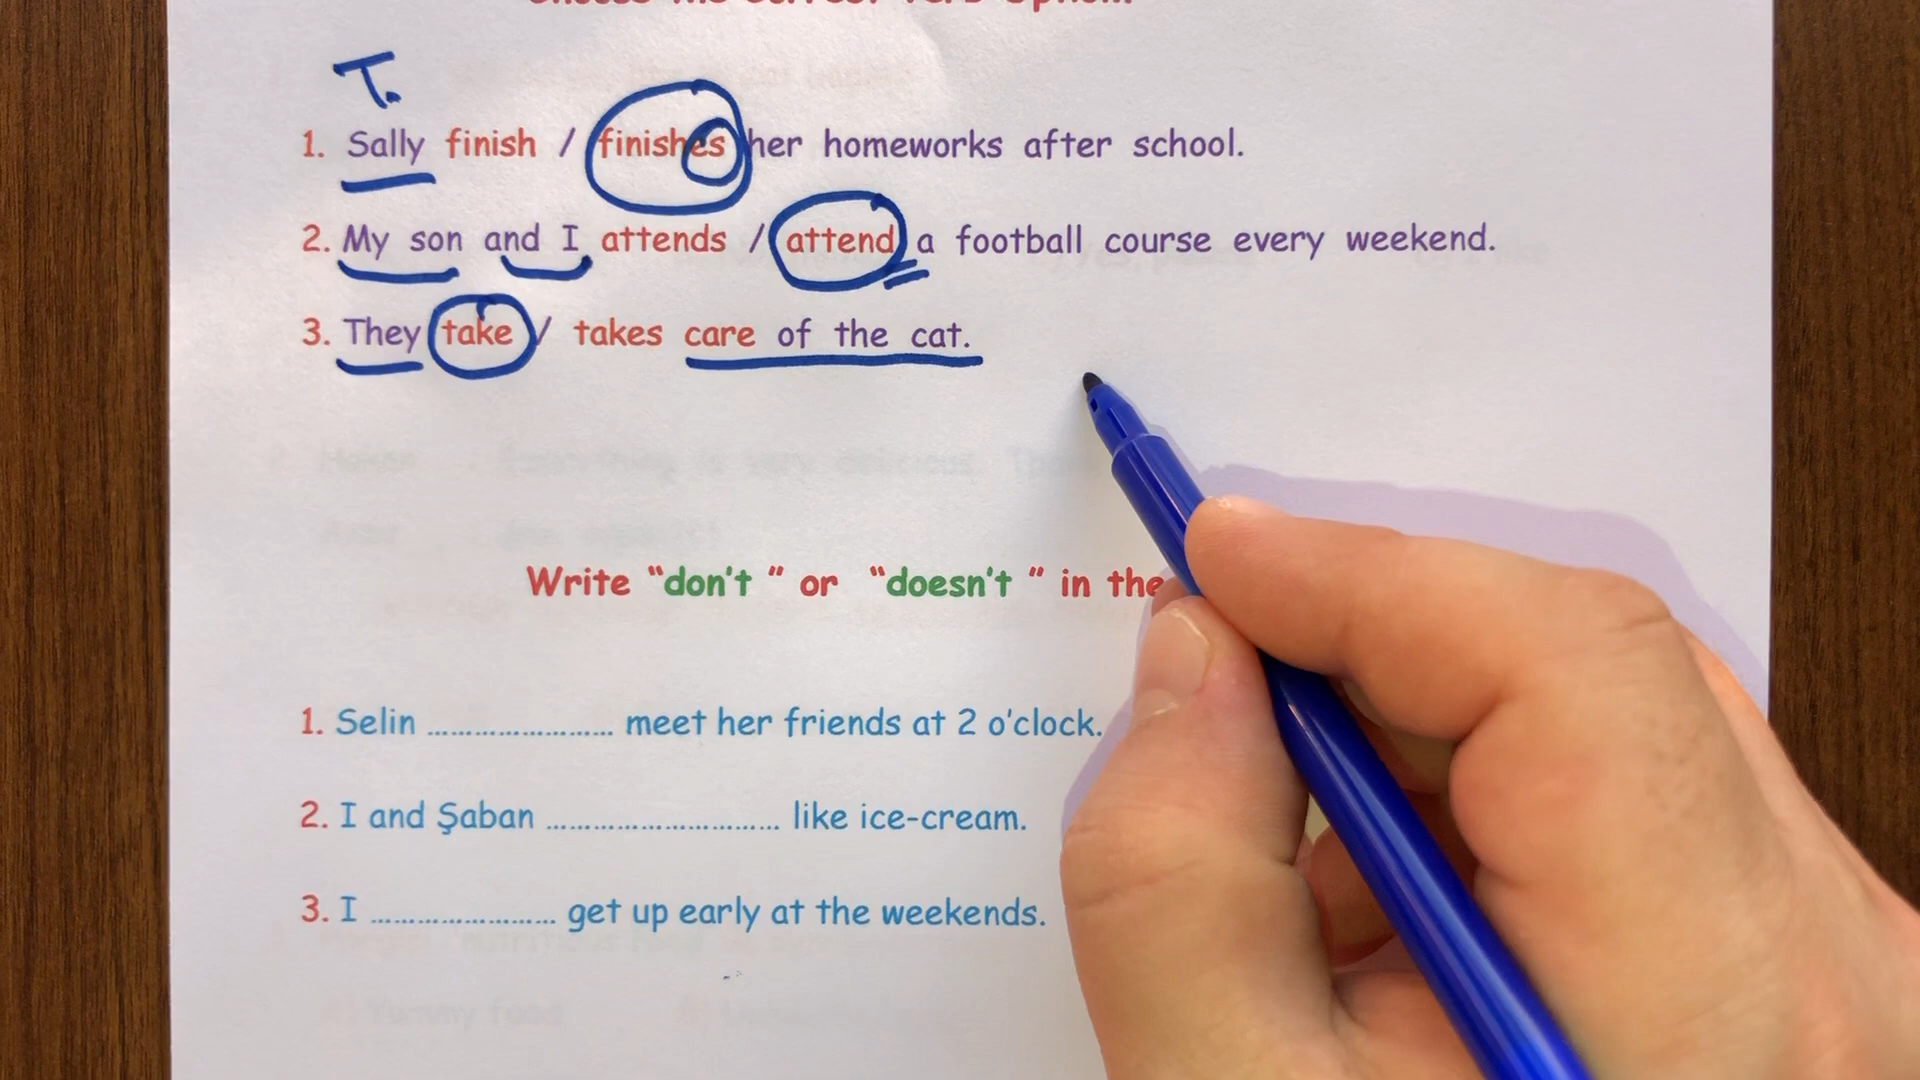 T.
1. Sally finish / finishes her homeworks after school.
2. My son and I attends / attend a football course every weekend.
3. They take / takes care of the cat.
Write “don't ” or “doesn't ” in the
1. Selin ........................ meet her friends at 2 o'clock.
2. I and Şaban .............................. like ice-cream.
3. I ........................ get up early at the weekends.